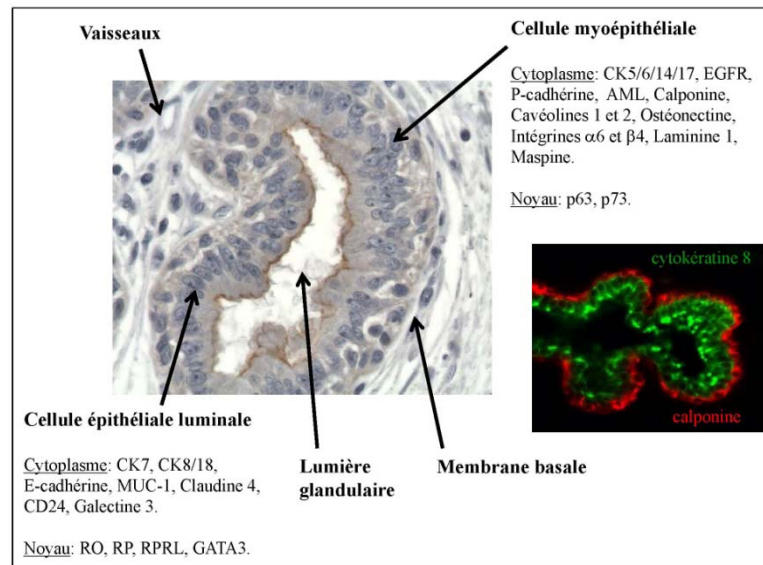 Vaisseaux
Cellule myoépithéliale
Cytoplasme: CK5/6/14/17, EGFR,
P-cadhérine, AML, Calponine,
Cavéolines 1 et 2, Ostéonectine,
Intégrines α6 et β4, Laminine 1,
Maspine.
Noyau: p63, p73.
cytokératine 8
calponine
Cellule épithéliale luminale
Cytoplasme: CK7, CK8/18,
E-cadhérine, MUC-1, Claudine 4,
CD24, Galectine 3.
Noyau: RO, RP, RPRL, GATA3.
Lumière
glandulaire
Membrane basale